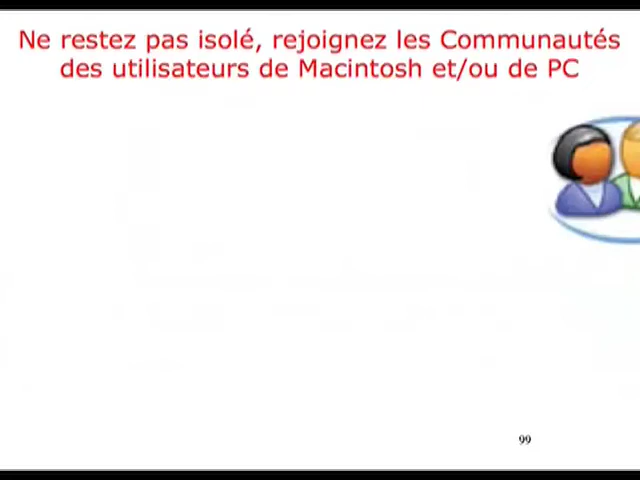 Ne restez pas isolé, rejoignez les Communautés
des utilisateurs de Macintosh et/ou de PC
99